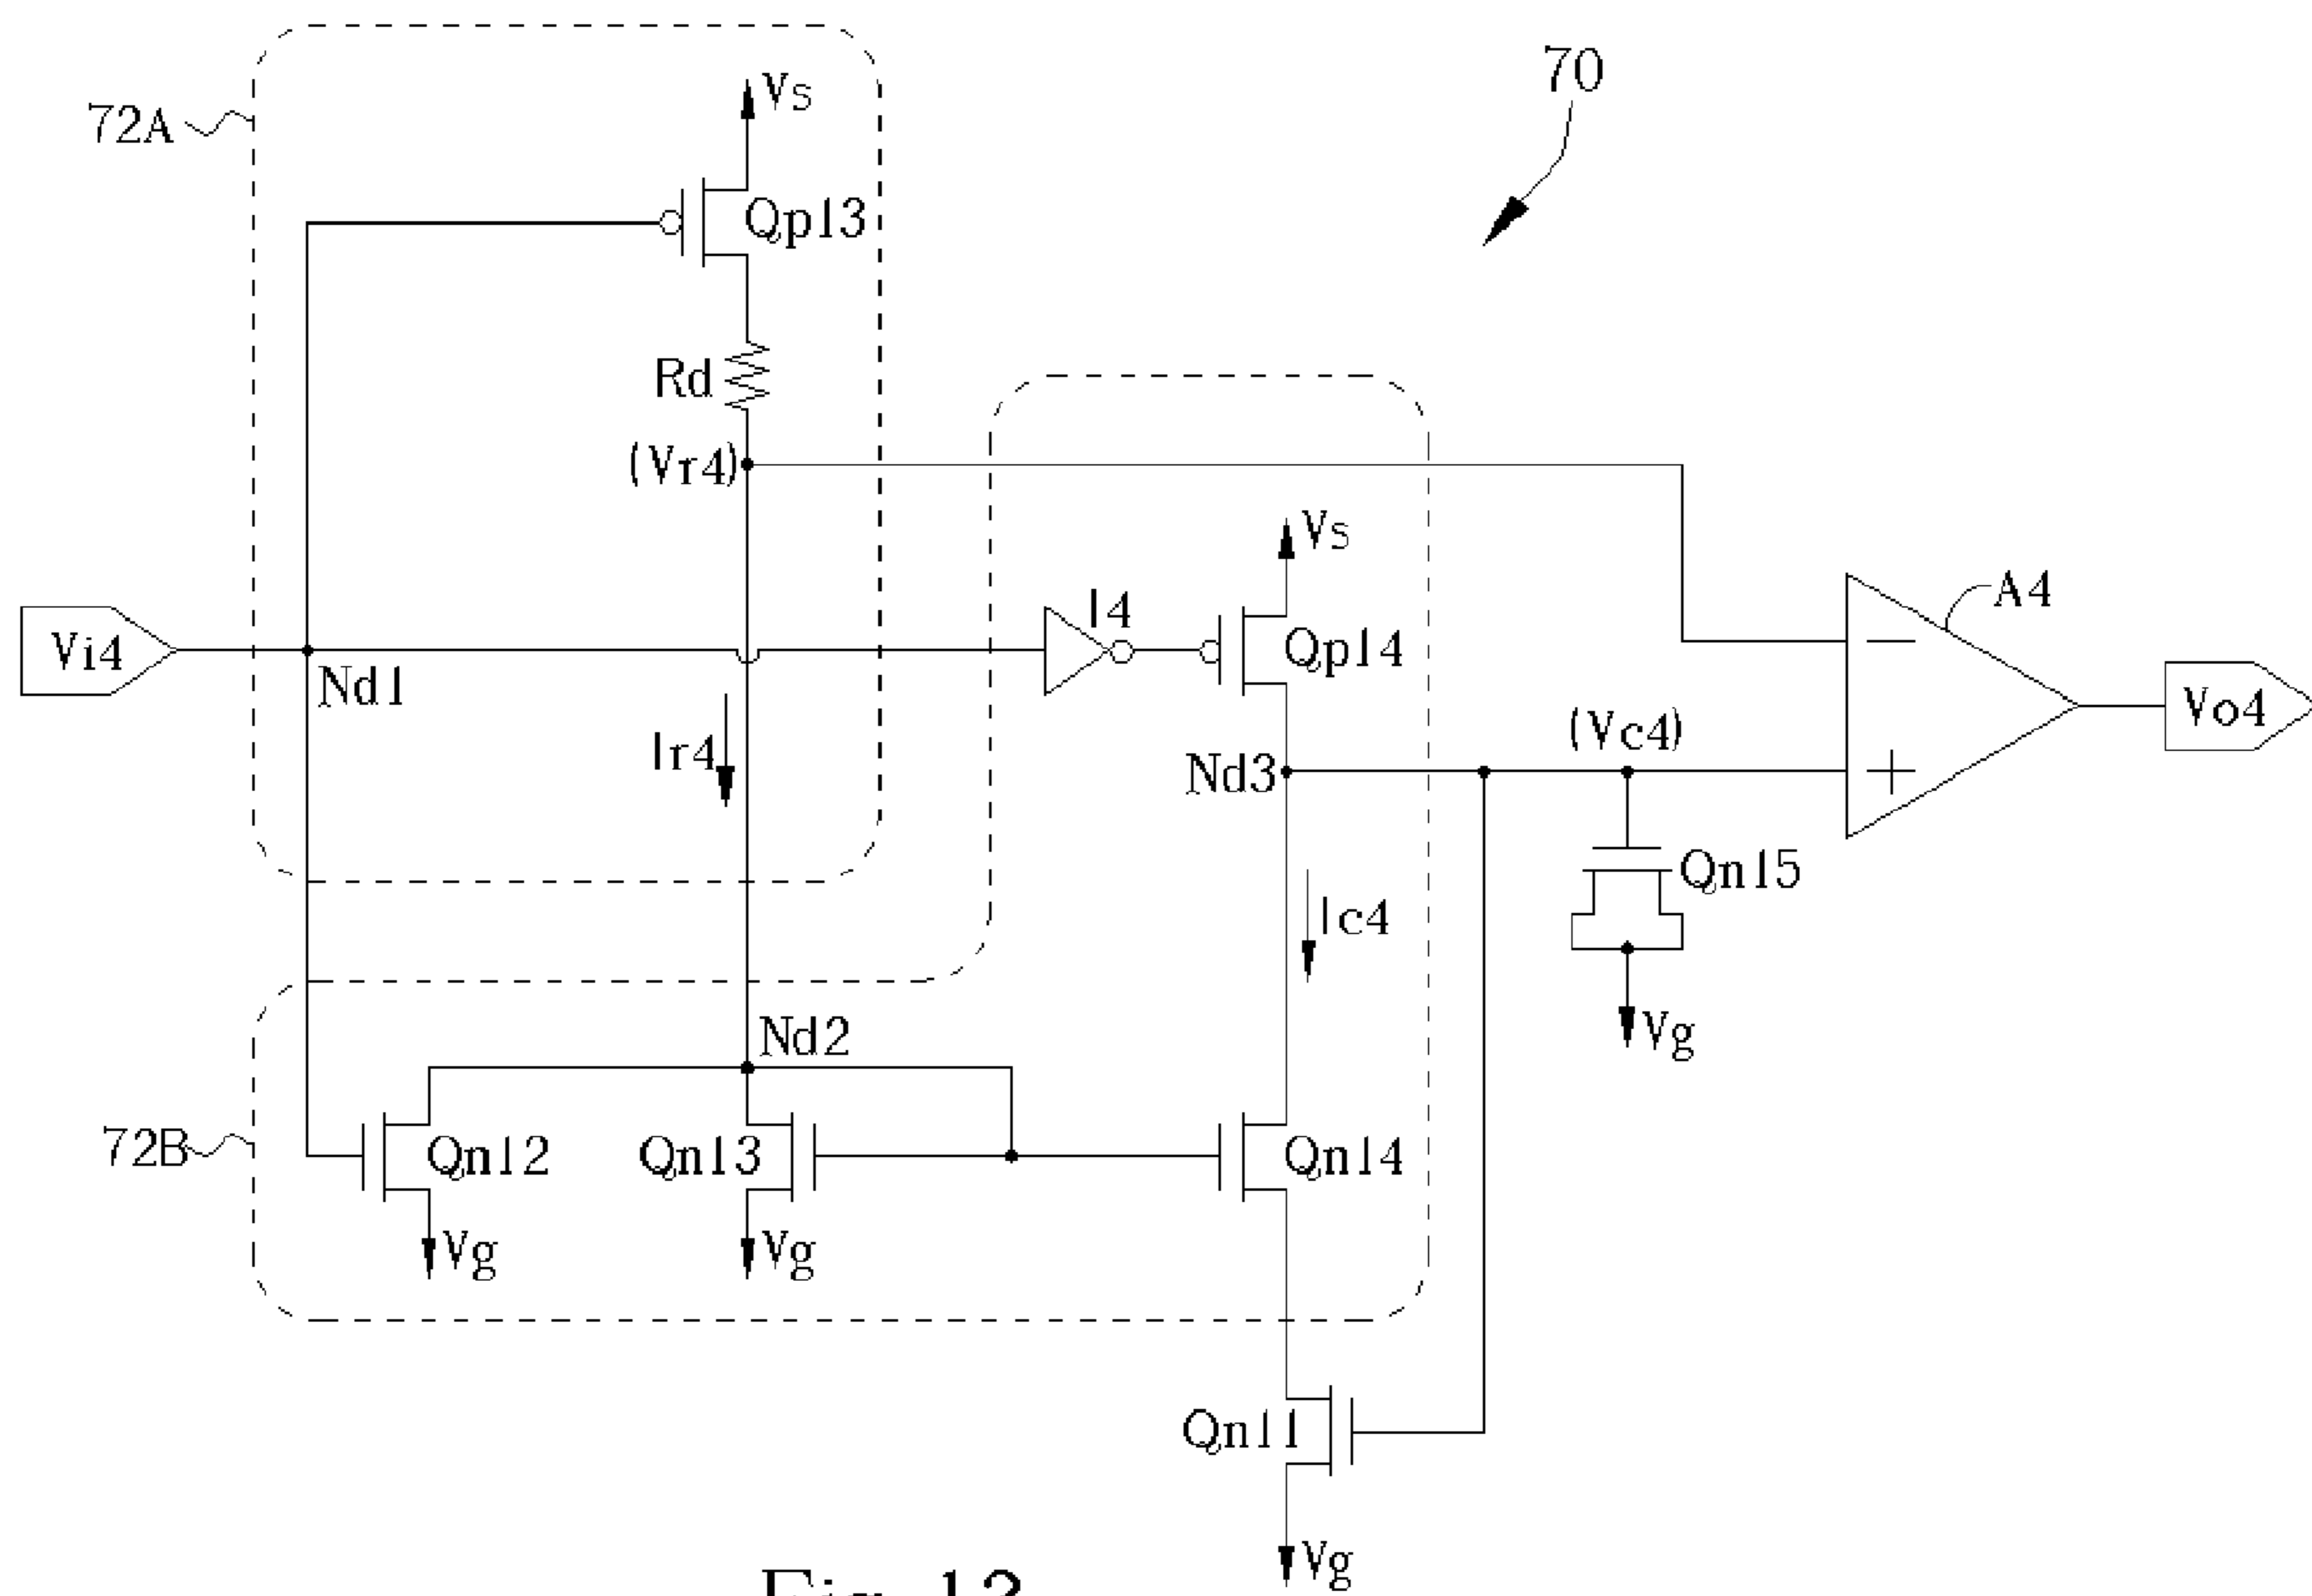 70
72A
Vs
Qp13
Rd
(Vr4)
Vs
I4
Qp14
A4
Vi4
Nd1
Vo4
(Vc4)
Ir4
Nd3
Qn15
Ic4
Vg
Nd2
72B
Qn12
Qn13
Qn14
Vg
Vg
Qn11
Vg